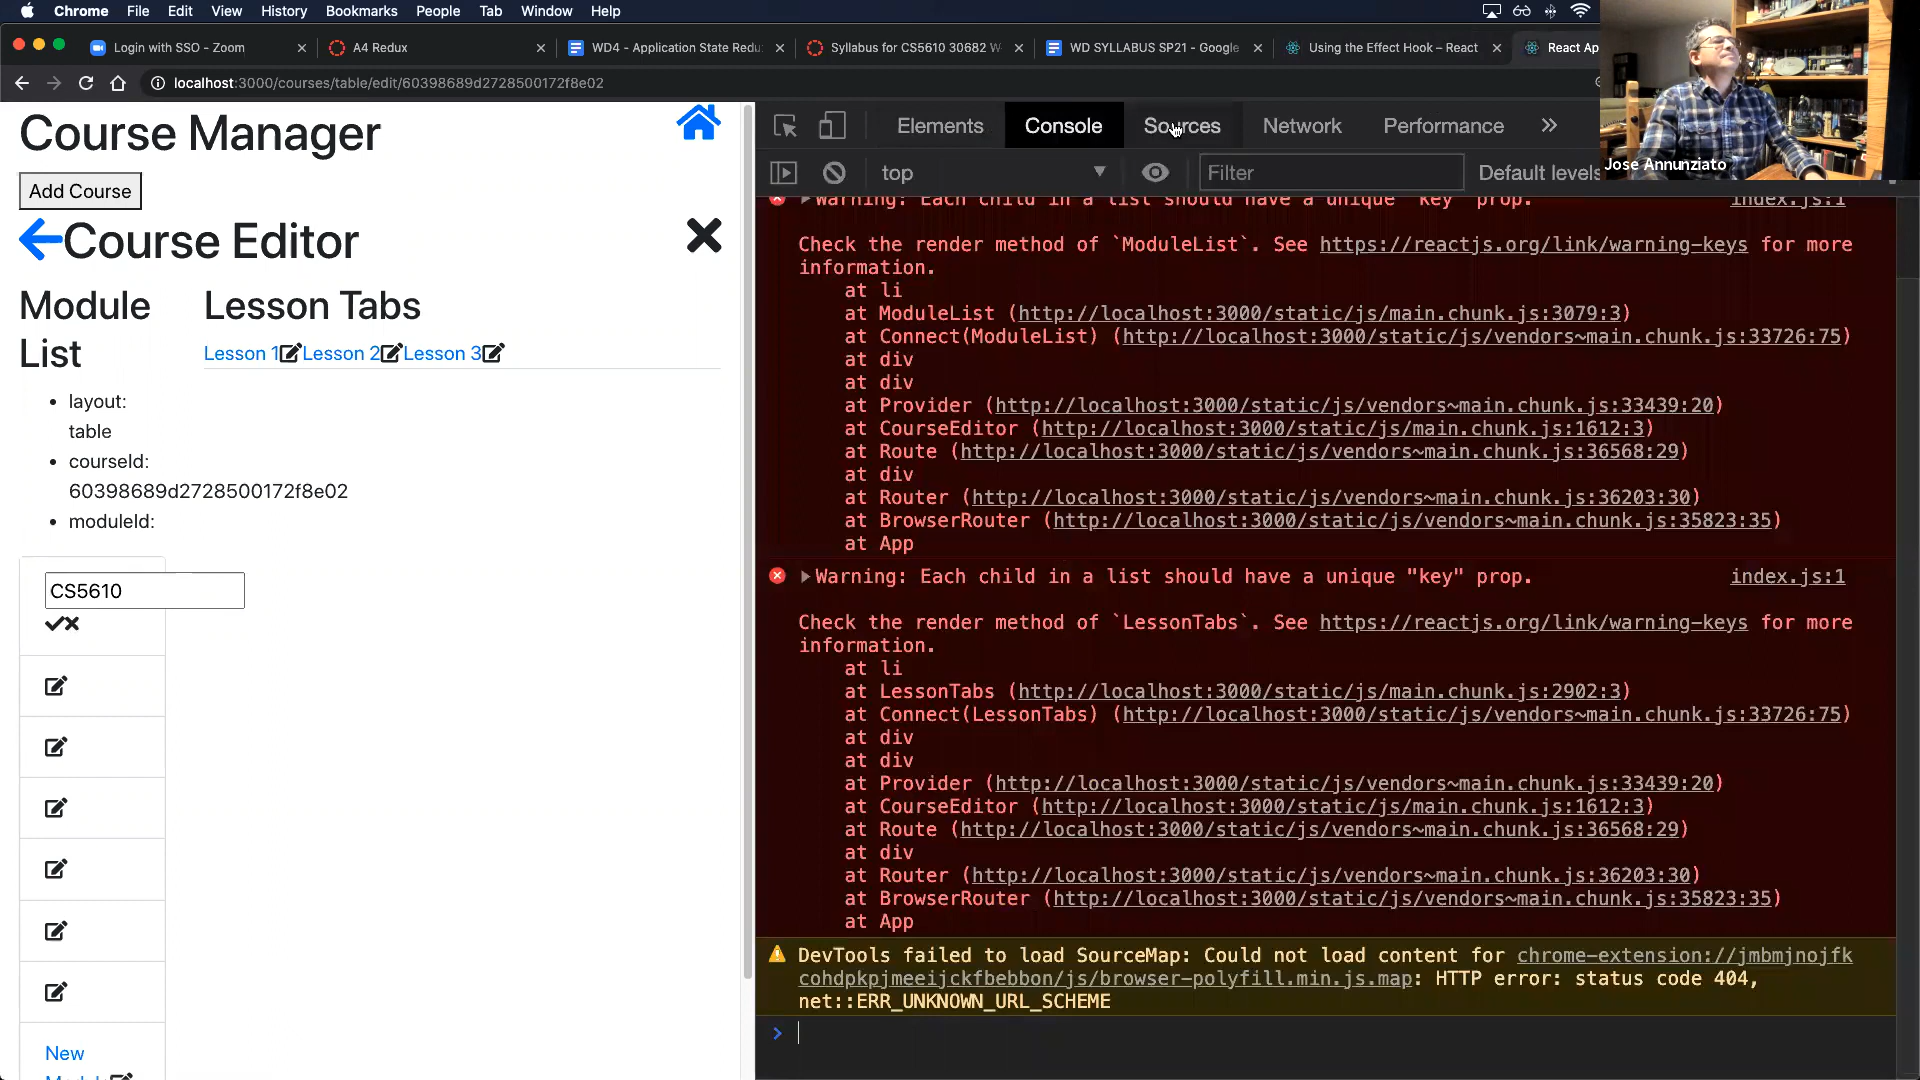 Chrome File Edit View History Bookmarks People Tab Window Help
Login with SSO - Zoom
A4 Redux
WD4 - Application State Redu
Syllabus for CS5610 30682 W
WD SYLLABUS SP21 - Google
Using the Effect Hook – React
React Ap
localhost:3000/courses/table/edit/60398689d2728500172f8e02
Jose Annunziato
Course Manager
Add Course
Course Editor
Module
List
Lesson Tabs
Lesson 1 Lesson 2 Lesson 3
layout:
table
courseId:
60398689d2728500172f8e02
moduleId:
CS5610
New
Elements Console Sources Network Performance »
top Filter Default levels
Warning: Each child in a list should have a unique "key" prop. index.js:1
Check the render method of `ModuleList`. See https://reactjs.org/link/warning-keys for more
information.
at li
at ModuleList (http://localhost:3000/static/js/main.chunk.js:3079:3)
at Connect(ModuleList) (http://localhost:3000/static/js/vendors~main.chunk.js:33726:75)
at div
at div
at Provider (http://localhost:3000/static/js/vendors~main.chunk.js:33439:20)
at CourseEditor (http://localhost:3000/static/js/main.chunk.js:1612:3)
at Route (http://localhost:3000/static/js/vendors~main.chunk.js:36568:29)
at div
at Router (http://localhost:3000/static/js/vendors~main.chunk.js:36203:30)
at BrowserRouter (http://localhost:3000/static/js/vendors~main.chunk.js:35823:35)
at App
Warning: Each child in a list should have a unique "key" prop. index.js:1
Check the render method of `LessonTabs`. See https://reactjs.org/link/warning-keys for more
information.
at li
at LessonTabs (http://localhost:3000/static/js/main.chunk.js:2902:3)
at Connect(LessonTabs) (http://localhost:3000/static/js/vendors~main.chunk.js:33726:75)
at div
at div
at Provider (http://localhost:3000/static/js/vendors~main.chunk.js:33439:20)
at CourseEditor (http://localhost:3000/static/js/main.chunk.js:1612:3)
at Route (http://localhost:3000/static/js/vendors~main.chunk.js:36568:29)
at div
at Router (http://localhost:3000/static/js/vendors~main.chunk.js:36203:30)
at BrowserRouter (http://localhost:3000/static/js/vendors~main.chunk.js:35823:35)
at App
DevTools failed to load SourceMap: Could not load content for chrome-extension://jmbmjnojfk
cohdpkpjmeeijckfbebbon/js/browser-polyfill.min.js.map: HTTP error: status code 404,
net::ERR_UNKNOWN_URL_SCHEME